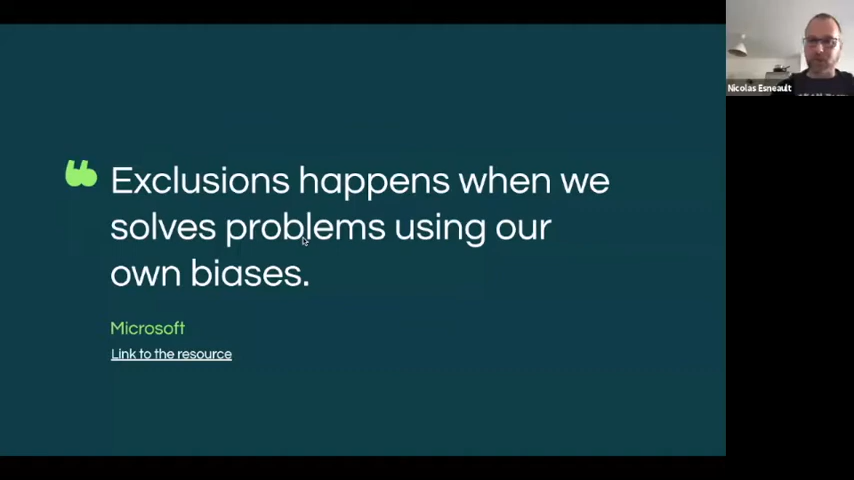 Exclusions happens when we
solves problems using our
own biases.
Microsoft
Link to the resource
Nicolas Esneault